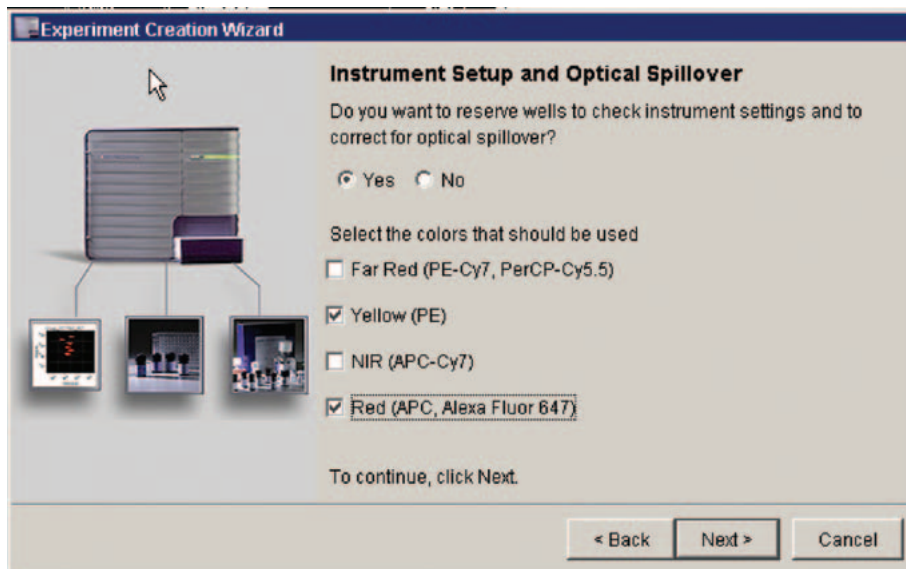 Experiment Creation Wizard
Instrument Setup and Optical Spillover
Do you want to reserve wells to check instrument settings and to
correct for optical spillover?
Yes No
Select the colors that should be used
Far Red (PE-Cy7, PerCP-Cy5.5)
Yellow (PE)
NIR (APC-Cy7)
Red (APC, Alexa Fluor 647)
To continue, click Next.
< Back Next > Cancel